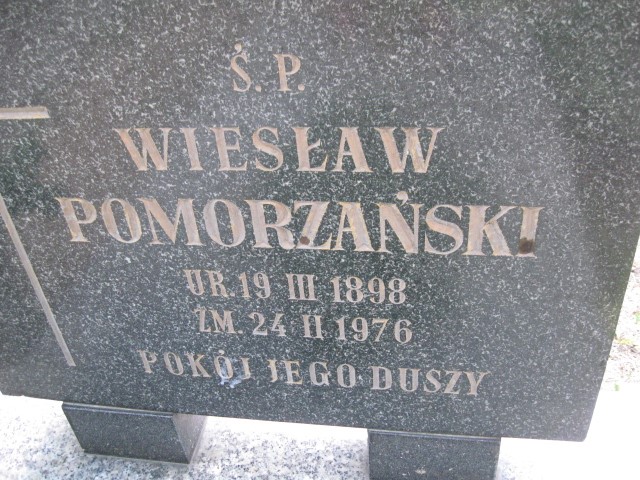 Ś. P.
WIESŁAW
POMORZAŃSKI
UR. 19 III 1898
ZM. 24 II 1976
POKÓJ JEGO DUSZY